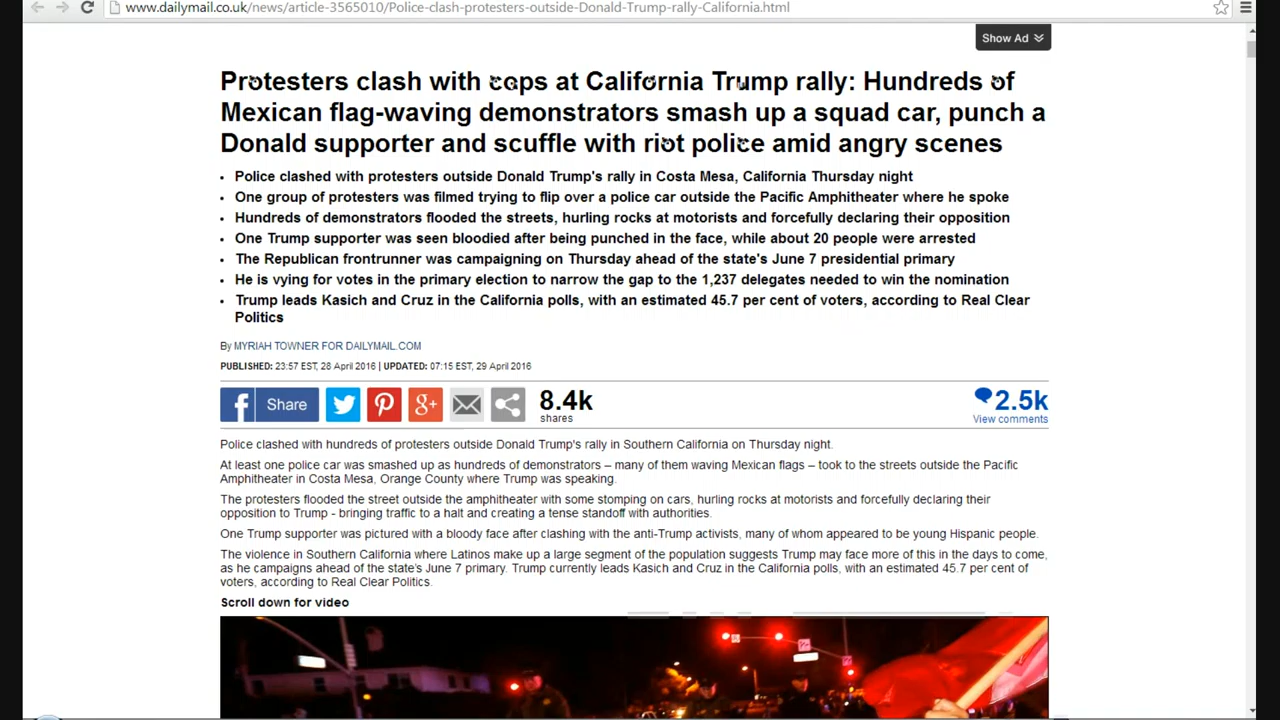 www.dailymail.co.uk/news/article-3565010/Police-clash-protesters-outside-Donald-Trump-rally-California.html
Show Ad
Protesters clash with cops at California Trump rally: Hundreds of
Mexican flag-waving demonstrators smash up a squad car, punch a
Donald supporter and scuffle with riot police amid angry scenes
• Police clashed with protesters outside Donald Trump's rally in Costa Mesa, California Thursday night
• One group of protesters was filmed trying to flip over a police car outside the Pacific Amphitheater where he spoke
• Hundreds of demonstrators flooded the streets, hurling rocks at motorists and forcefully declaring their opposition
• One Trump supporter was seen bloodied after being punched in the face, while about 20 people were arrested
• The Republican frontrunner was campaigning on Thursday ahead of the state's June 7 presidential primary
• He is vying for votes in the primary election to narrow the gap to the 1,237 delegates needed to win the nomination
• Trump leads Kasich and Cruz in the California polls, with an estimated 45.7 per cent of voters, according to Real Clear
Politics
By MYRIAH TOWNER FOR DAILYMAIL.COM
PUBLISHED: 23:57 EST, 28 April 2016 | UPDATED: 07:15 EST, 29 April 2016
f Share g+ 8.4k 2.5k
shares View comments
Police clashed with hundreds of protesters outside Donald Trump's rally in Southern California on Thursday night.
At least one police car was smashed up as hundreds of demonstrators – many of them waving Mexican flags – took to the streets outside the Pacific
Amphitheater in Costa Mesa, Orange County where Trump was speaking.
The protesters flooded the street outside the amphitheater with some stomping on cars, hurling rocks at motorists and forcefully declaring their
opposition to Trump - bringing traffic to a halt and creating a tense standoff with authorities.
One Trump supporter was pictured with a bloody face after clashing with the anti-Trump activists, many of whom appeared to be young Hispanic people.
The violence in Southern California where Latinos make up a large segment of the population suggests Trump may face more of this in the days to come,
as he campaigns ahead of the state's June 7 primary. Trump currently leads Kasich and Cruz in the California polls, with an estimated 45.7 per cent of
voters, according to Real Clear Politics.
Scroll down for video